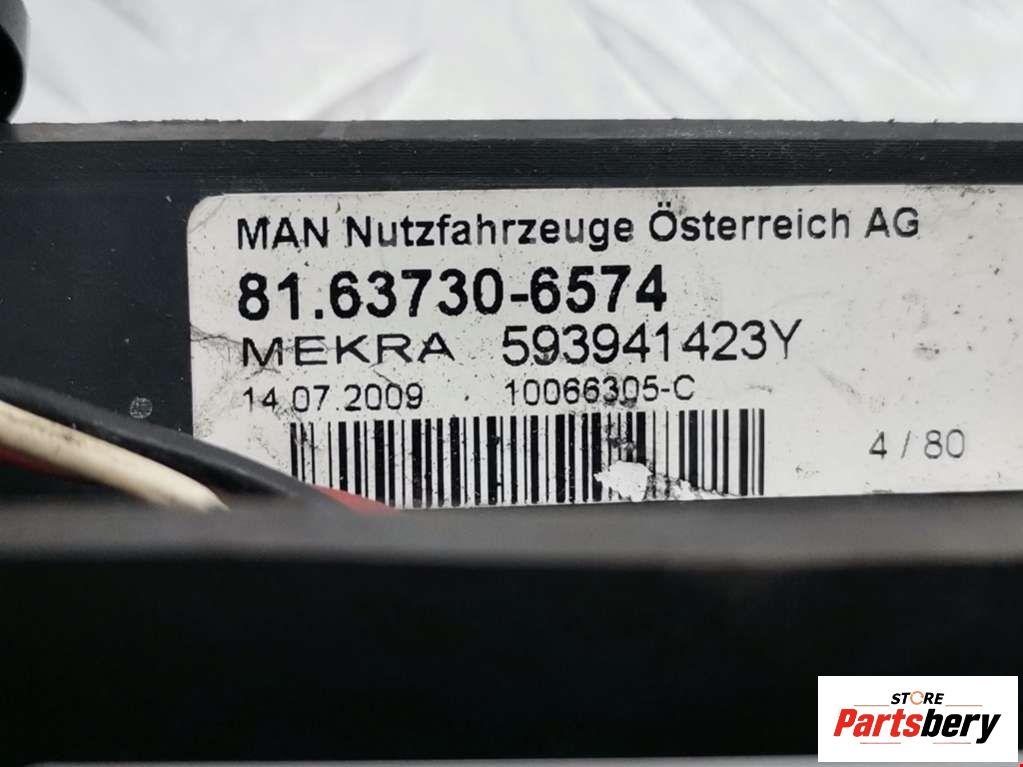 MAN Nutzfahrzeuge Österreich AG
81.63730-6574
MEKRA 593941423Y
14.07.2009 10066305-C
4 / 80
STORE
Partsbery